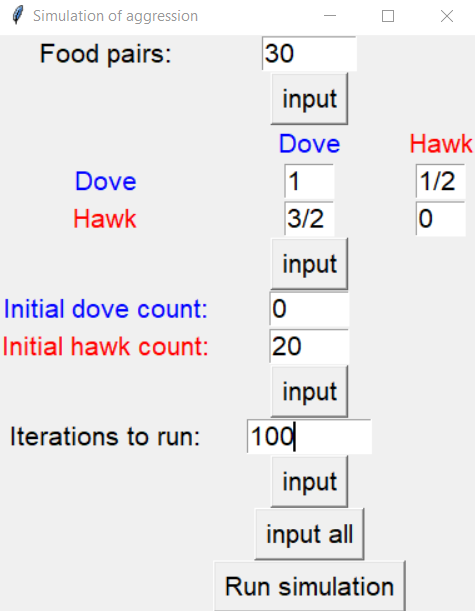 Simulation of aggression
Food pairs: 30
input
Dove Hawk
Dove 1 1/2
Hawk 3/2 0
input
Initial dove count: 0
Initial hawk count: 20
input
Iterations to run: 100
input
input all
Run simulation